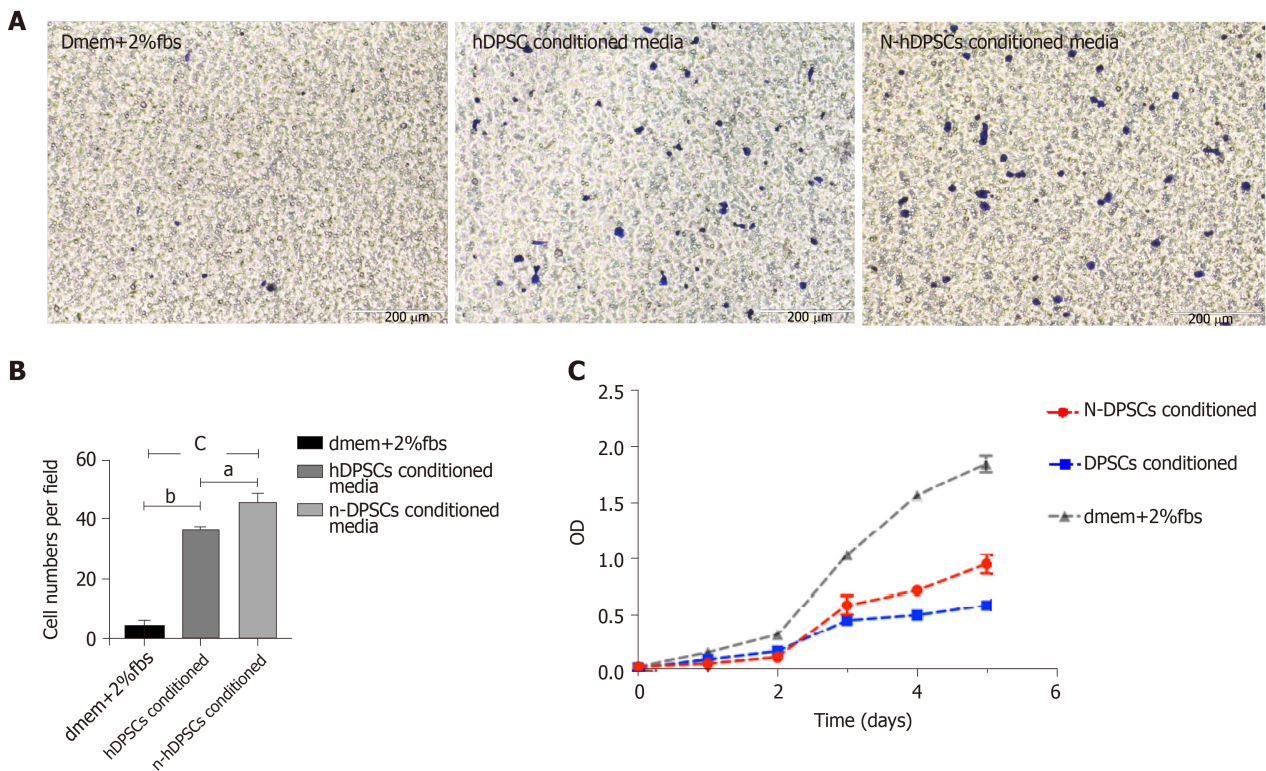 A
Dmem+2%fbs
hDPSC conditioned media
N-hDPSCs conditioned media
200 μm
200 μm
200 μm
B
Cell numbers per field
60
40
20
0
C
a
b
dmem+2%fbs
hDPSCs conditioned
n-hDPSCs conditioned
dmem+2%fbs
hDPSCs conditioned
media
n-DPSCs conditioned
media
C
OD
2.5
2.0
1.5
1.0
0.5
0.0
0
2
4
6
Time (days)
N-DPSCs conditioned
DPSCs conditioned
dmem+2%fbs